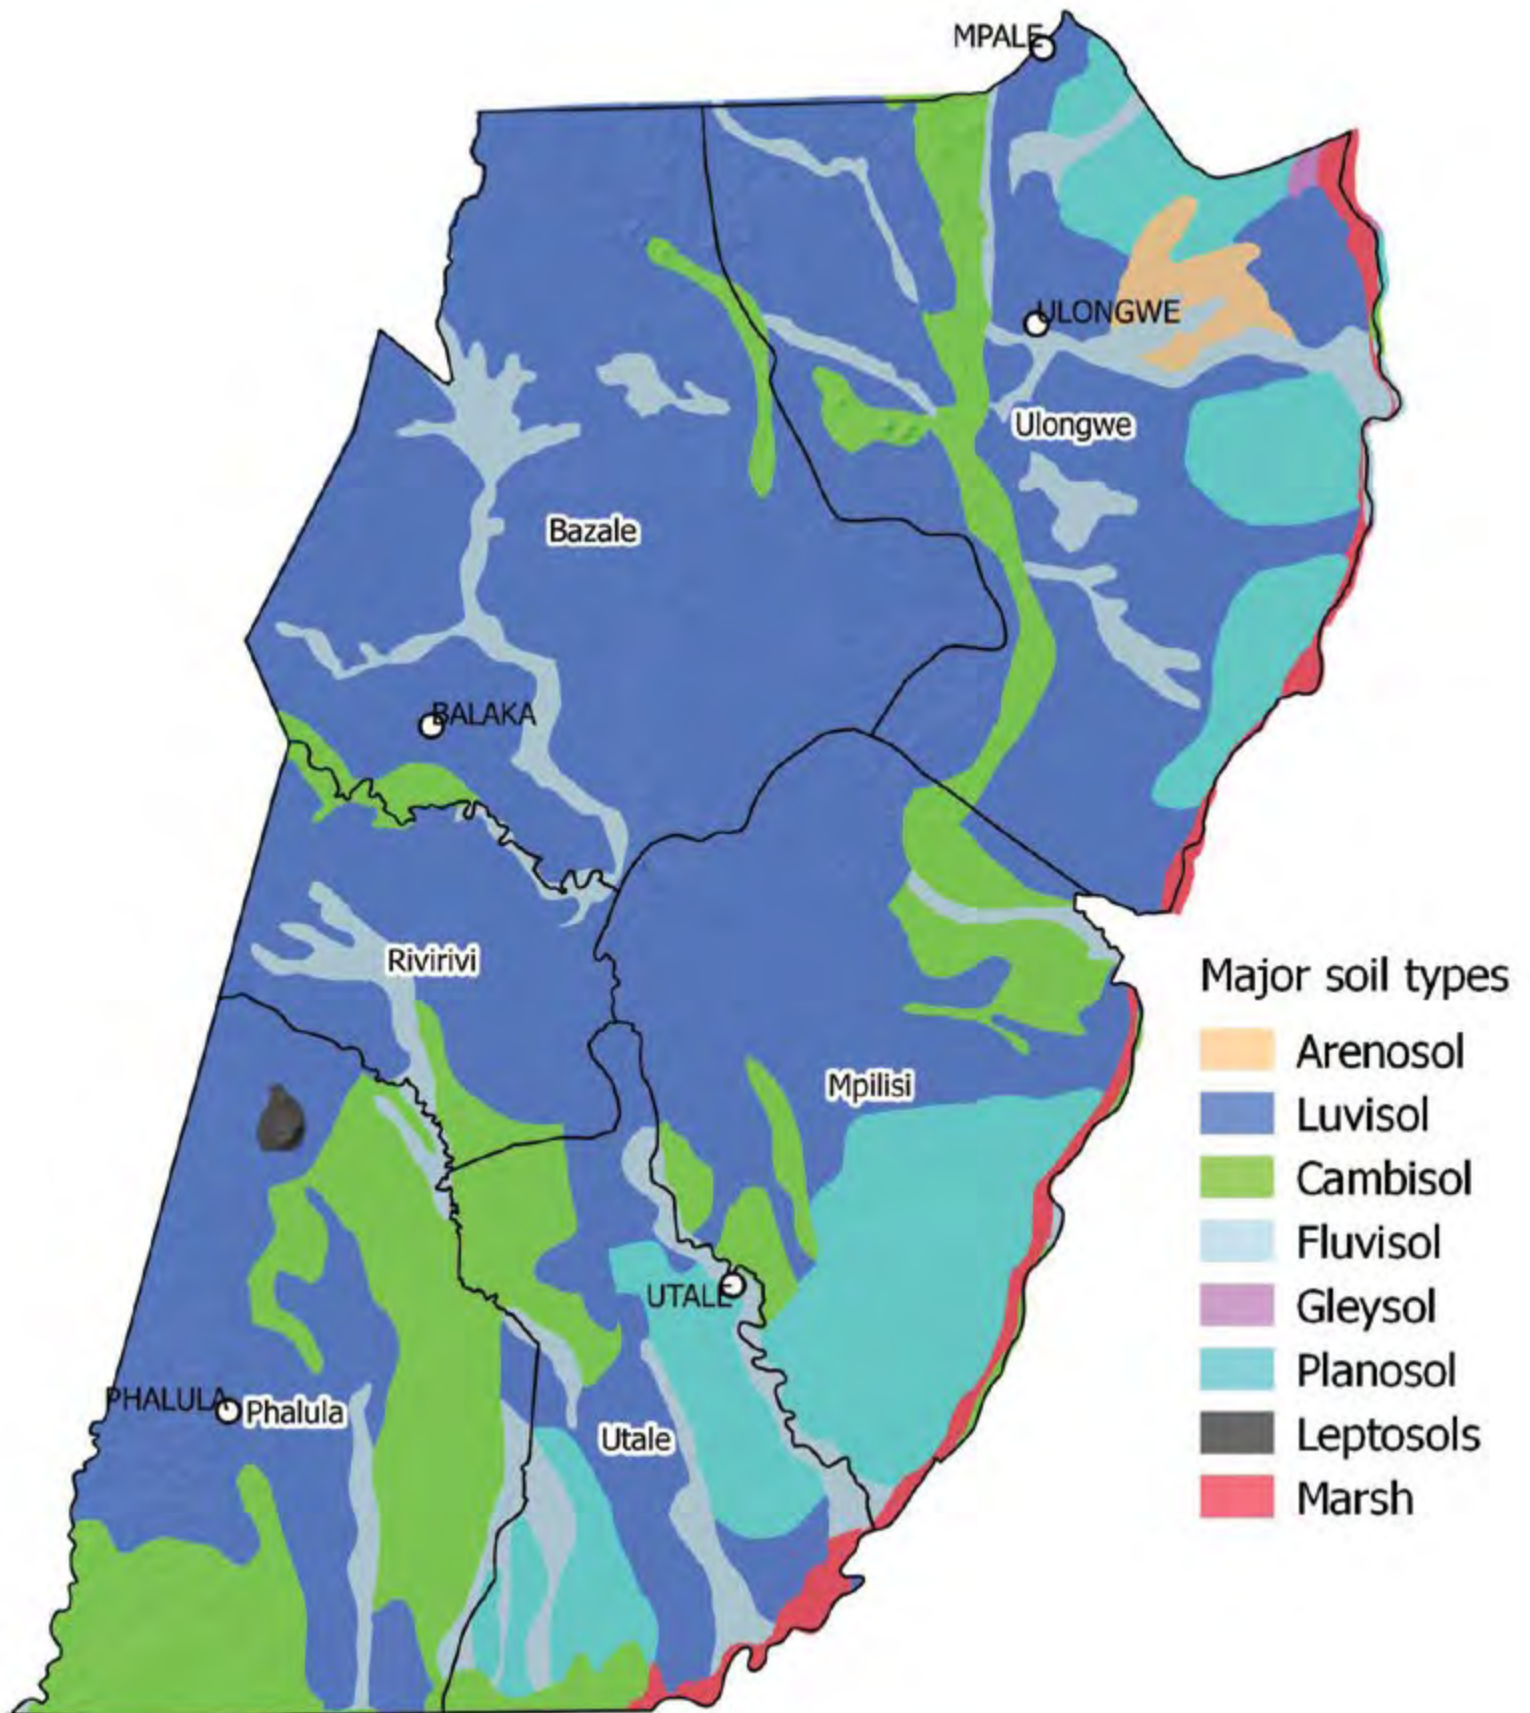 MPALE
ULONGWE
Ulongwe
Bazale
BALAKA
Rivirivi
Mpilisi
UTALE
PHALULA
Phalula
Utale
Major soil types
Arenosol
Luvisol
Cambisol
Fluvisol
Gleysol
Planosol
Leptosols
Marsh